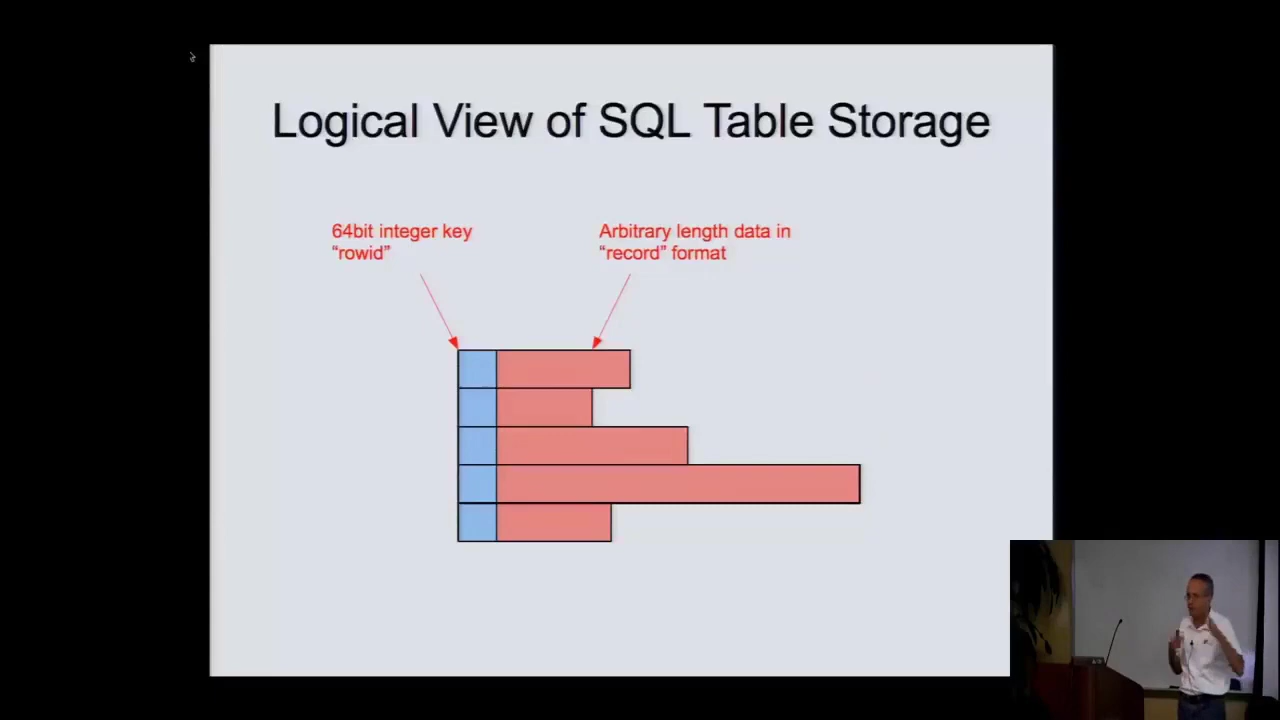 Logical View of SQL Table Storage
64bit integer key
“rowid”
Arbitrary length data in
“record” format